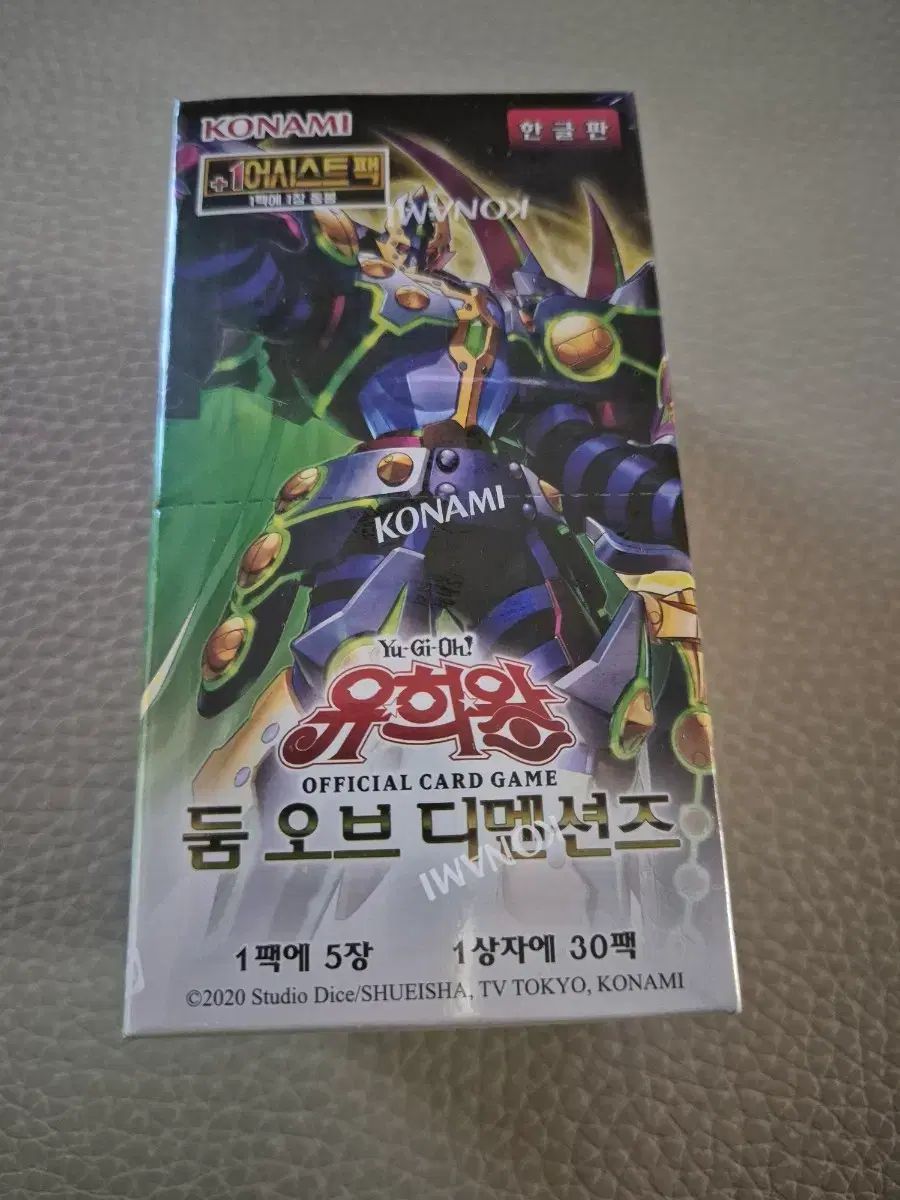 KONAMI
한글판
+1어시스트 팩
1팩에 1장 동봉
KONAMI
KONAMI
Yu-Gi-Oh!
유희왕
OFFICIAL CARD GAME
둠 오브 디멘션즈
KONAMI
1팩에 5장
1상자에 30팩
©2020 Studio Dice/SHUEISHA, TV TOKYO, KONAMI